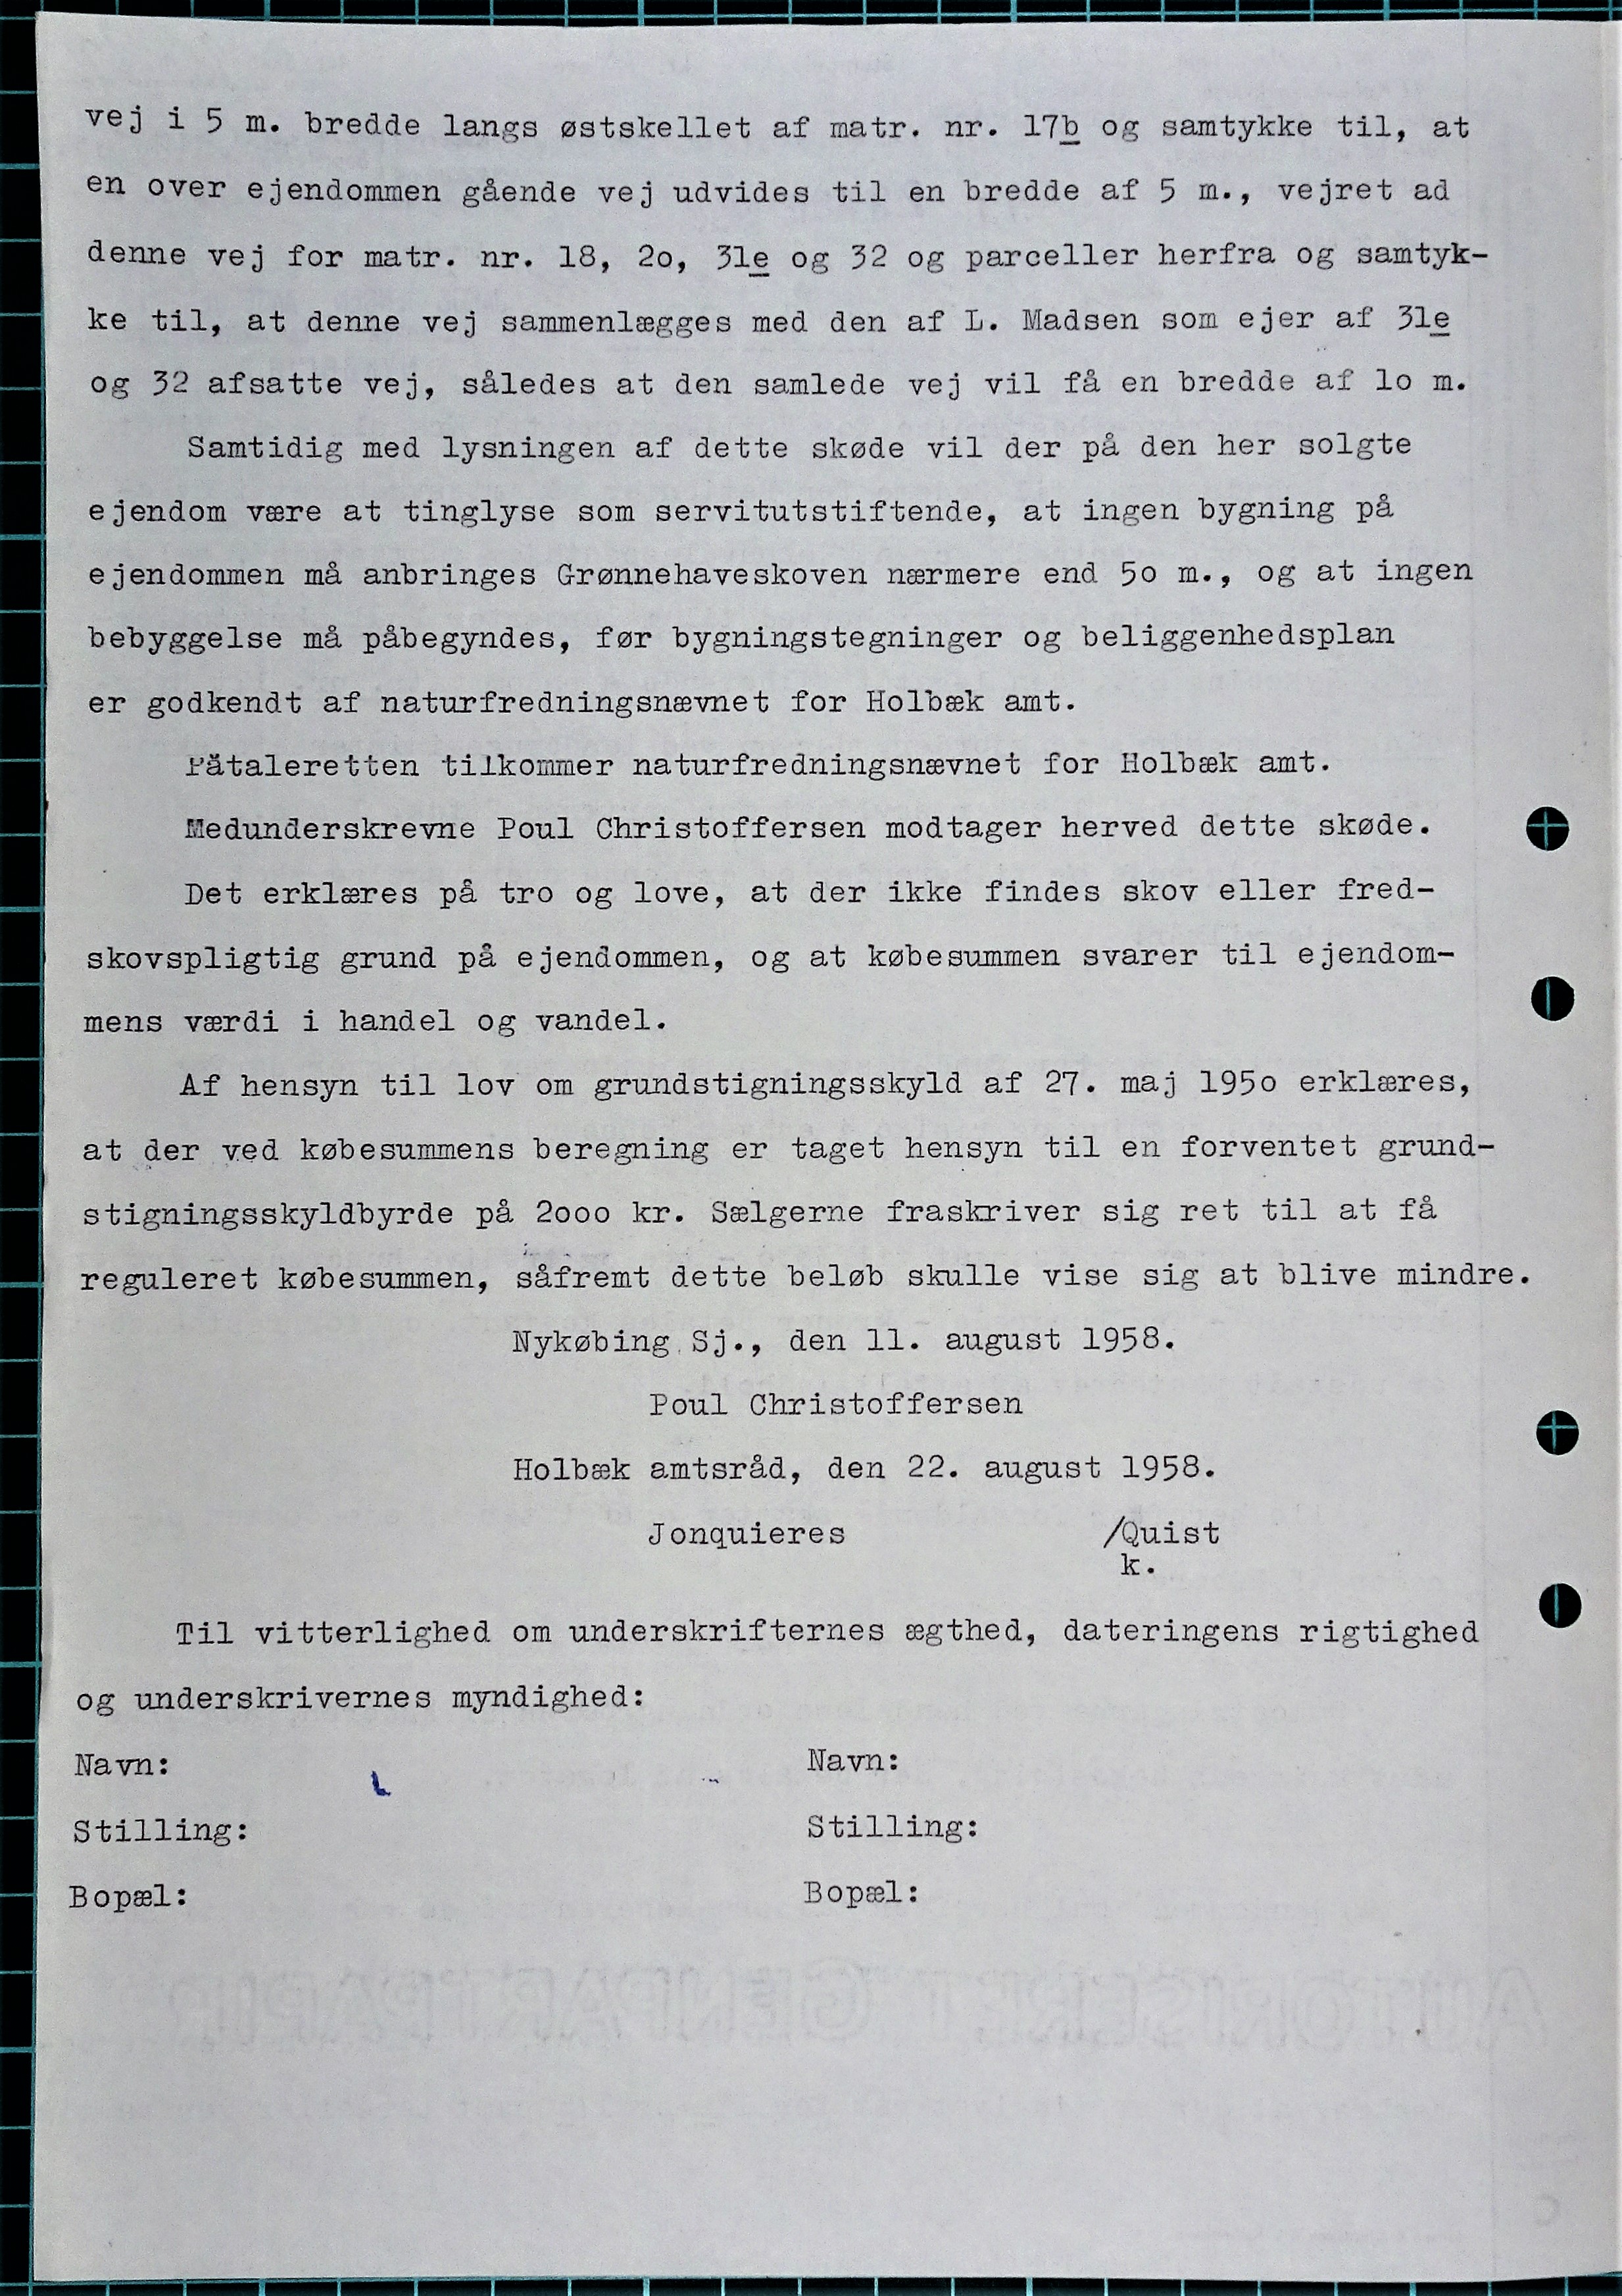 vej i 5 m. bredde langs østskellet af matr. nr. 17b og samtykke til, at
en over ejendommen gående vej udvides til en bredde af 5 m., vejret ad
denne vej for matr. nr. 18, 2o, 31e og 32 og parceller herfra og samtyk-
ke til, at denne vej sammenlægges med den af L. Madsen som ejer af 31e
og 32 afsatte vej, således at den samlede vej vil få en bredde af lo m.
Samtidig med lysningen af dette skøde vil der på den her solgte
ejendom være at tinglyse som servitutstiftende, at ingen bygning på
ejendommen må anbringes Grønnehaveskoven nærmere end 5o m., og at ingen
bebyggelse må påbegyndes, før bygningstegninger og beliggenhedsplan
er godkendt af naturfredningsnævnet for Holbæk amt.
Påtaleretten tilkommer naturfredningsnævnet for Holbæk amt.
Medunderskrevne Poul Christoffersen modtager herved dette skøde.
Det erklæres på tro og love, at der ikke findes skov eller fred-
skovspligtig grund på ejendommen, og at købesummen svarer til ejendom-
mens værdi i handel og vandel.
Af hensyn til lov om grundstigningsskyld af 27. maj 195o erklæres,
at der ved købesummens beregning er taget hensyn til en forventet grund-
stigningsskyldbyrde på 2ooo kr. Sælgerne fraskriver sig ret til at få
reguleret købesummen, såfremt dette beløb skulle vise sig at blive mindre.
Nykøbing Sj., den 11. august 1958.
Poul Christoffersen
Holbæk amtsråd, den 22. august 1958.
Jonquieres /Quist
k.
Til vitterlighed om underskrifternes ægthed, dateringens rigtighed
og underskrivernes myndighed:
Navn: Navn:
Stilling: Stilling:
Bopæl: Bopæl: